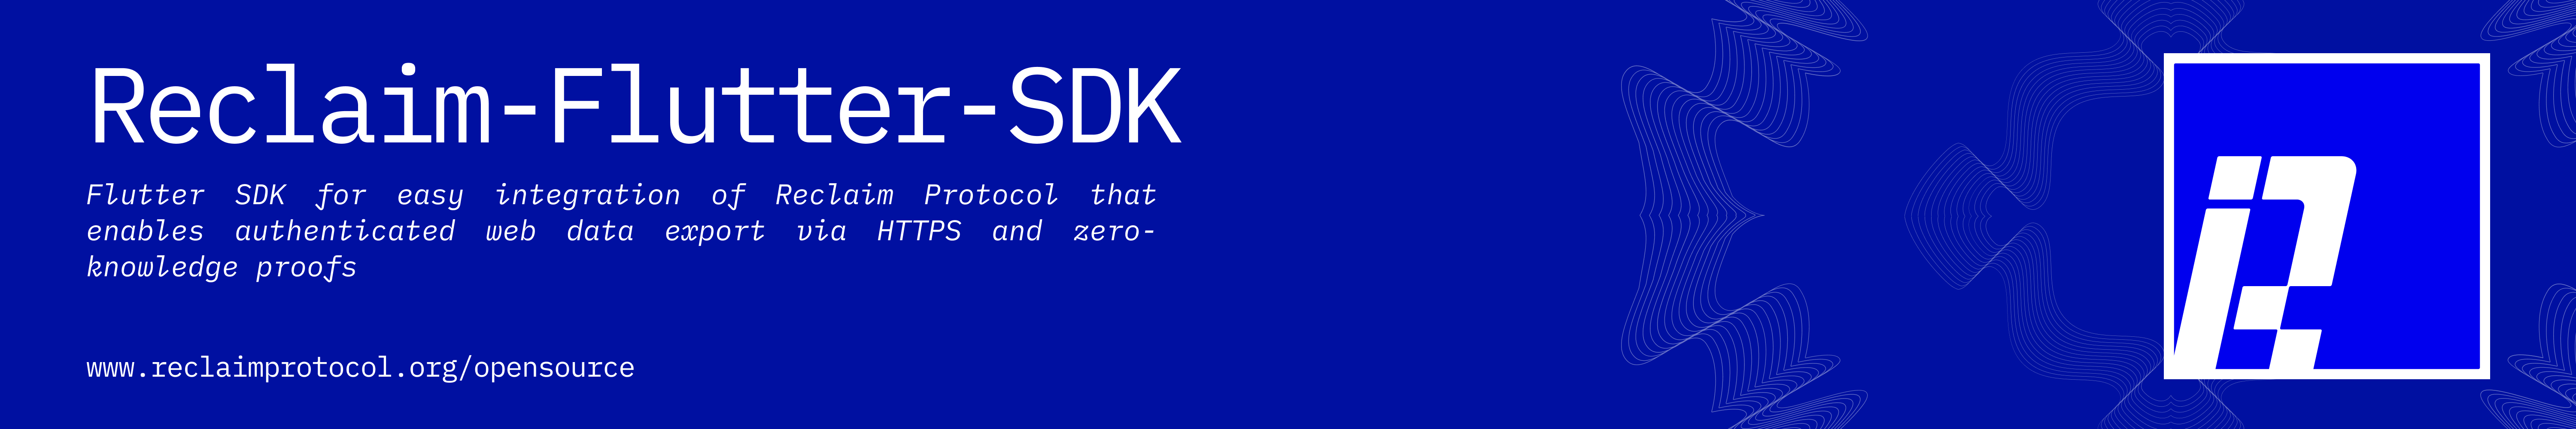 Reclaim-Flutter-SDK
Flutter SDK for easy integration of Reclaim Protocol that
enables authenticated web data export via HTTPS and zero-
knowledge proofs
www.reclaimprotocol.org/opensource